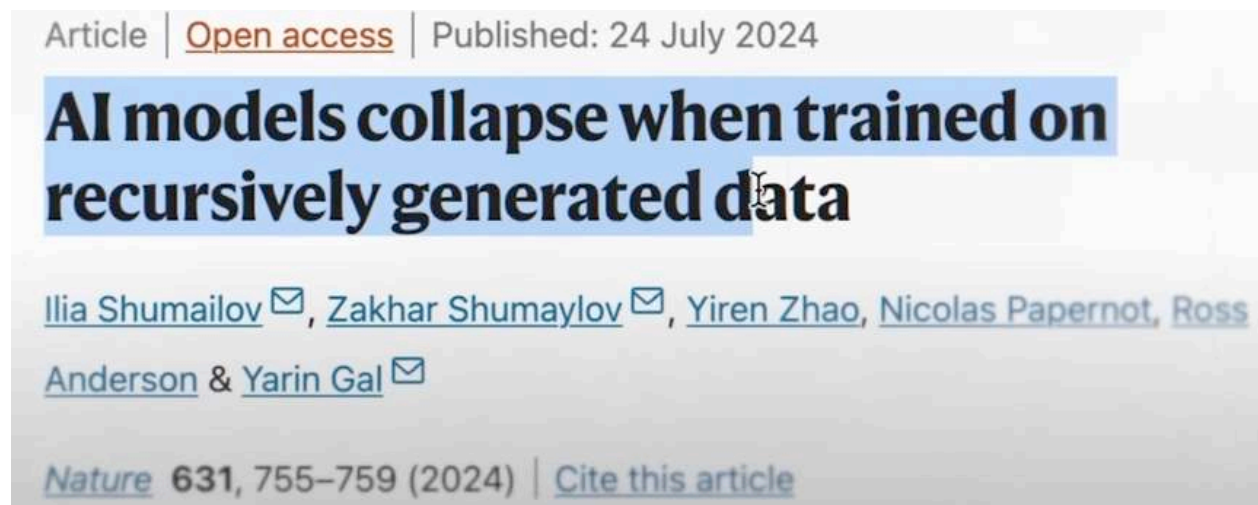 Article | Open access | Published: 24 July 2024
AI models collapse when trained on
recursively generated data
Ilia Shumailov, Zakhar Shumaylov, Yiren Zhao, Nicolas Papernot, Ross
Anderson & Yarin Gal
Nature 631, 755–759 (2024) | Cite this article